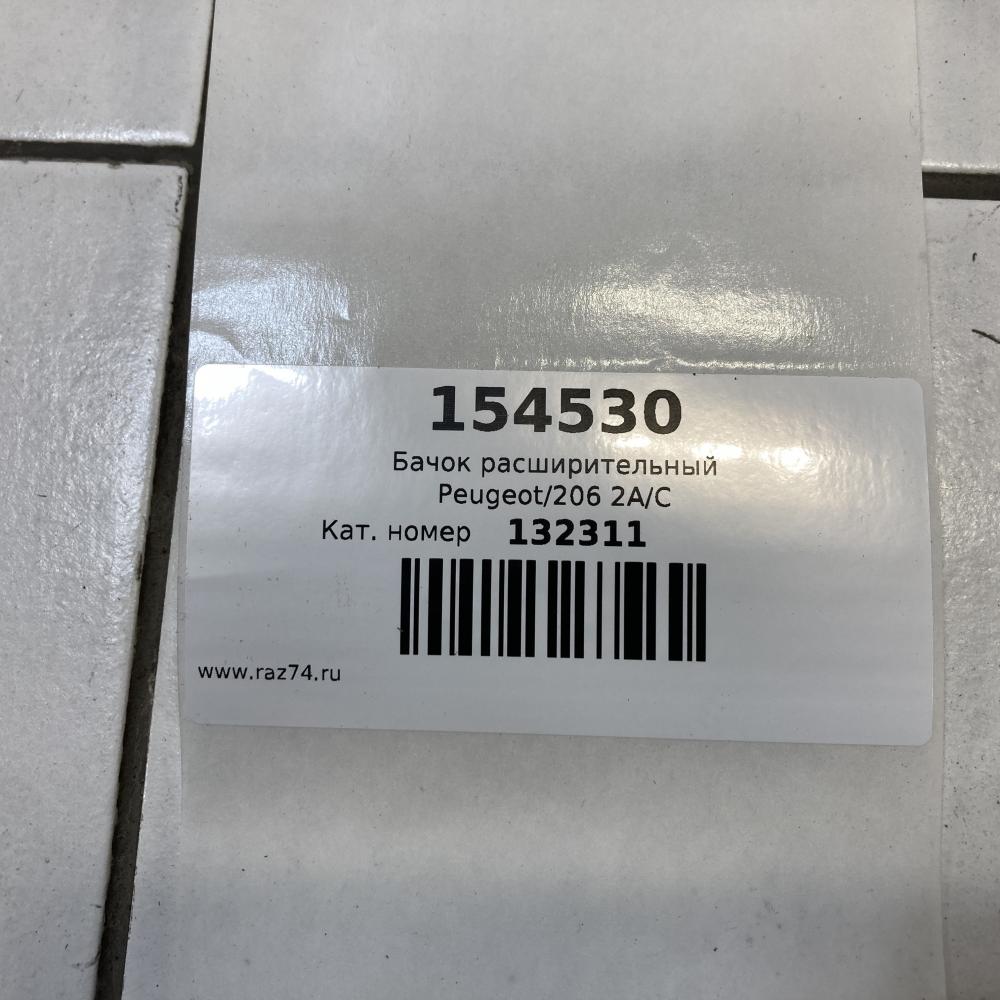 154530
Бачок расширительный
Peugeot/206 2A/C
Кат. номер 132311
www.raz74.ru